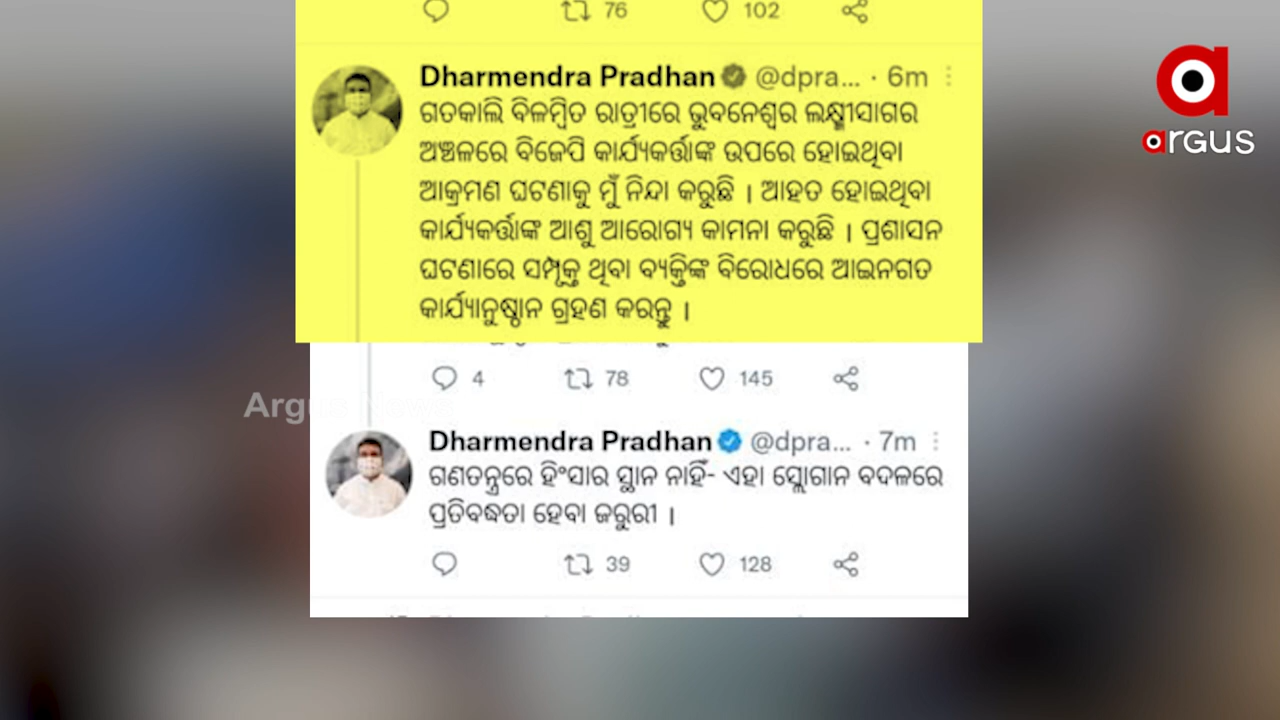 76 102
argus
Dharmendra Pradhan @dpra... · 6m
ଗତକାଲି ବିଳମ୍ବିତ ରାତ୍ରୀରେ ଭୁବନେଶ୍ୱର ଲକ୍ଷ୍ମୀସାଗର
ଅଞ୍ଚଳରେ ବିଜେପି କାର୍ଯ୍ୟକର୍ତ୍ତାଙ୍କ ଉପରେ ହୋଇଥିବା
ଆକ୍ରମଣ ଘଟଣାକୁ ମୁଁ ନିନ୍ଦା କରୁଛି । ଆହତ ହୋଇଥିବା
କାର୍ଯ୍ୟକର୍ତ୍ତାଙ୍କ ଆଶୁ ଆରୋଗ୍ୟ କାମନା କରୁଛି । ପ୍ରଶାସନ
ଘଟଣାରେ ସମ୍ପୃକ୍ତ ଥିବା ବ୍ୟକ୍ତିଙ୍କ ବିରୋଧରେ ଆଇନଗତ
କାର୍ଯ୍ୟାନୁଷ୍ଠାନ ଗ୍ରହଣ କରନ୍ତୁ ।
4 78 145
Argus News
Dharmendra Pradhan @dpra... · 7m
ଗଣତନ୍ତ୍ରରେ ହିଂସାର ସ୍ଥାନ ନାହିଁ- ଏହା ସ୍ଲୋଗାନ ବଦଳରେ
ପ୍ରତିବଦ୍ଧତା ହେବା ଜରୁରୀ ।
39 128